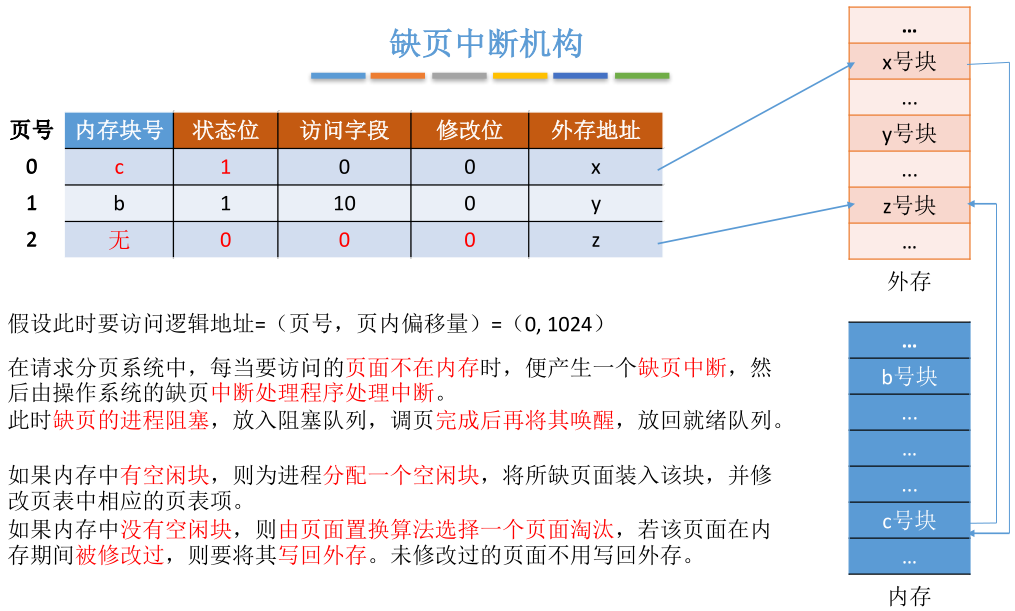 缺页中断机构
页号 内存块号 状态位 访问字段 修改位 外存地址
0 c 1 0 0 x
1 b 1 10 0 y
2 无 0 0 0 z
...
x号块
...
y号块
...
z号块
...
外存
假设此时要访问逻辑地址=（页号，页内偏移量）=（0, 1024）
在请求分页系统中，每当要访问的页面不在内存时，便产生一个缺页中断，然
后由操作系统的缺页中断处理程序处理中断。
此时缺页的进程阻塞，放入阻塞队列，调页完成后再将其唤醒，放回就绪队列。
如果内存中有空闲块，则为进程分配一个空闲块，将所缺页面装入该块，并修
改页表中相应的页表项。
如果内存中没有空闲块，则由页面置换算法选择一个页面淘汰，若该页面在内
存期间被修改过，则要将其写回外存。未修改过的页面不用写回外存。
...
b号块
...
...
...
c号块
...
内存